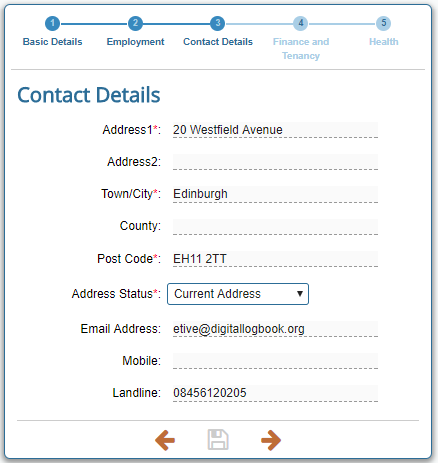 1 2 3 4 5
Basic Details Employment Contact Details Finance and Tenancy Health
Contact Details
Address1*: 20 Westfield Avenue
Address2:
Town/City*: Edinburgh
County:
Post Code*: EH11 2TT
Address Status*: Current Address
Email Address: etive@digitallogbook.org
Mobile:
Landline: 08456120205